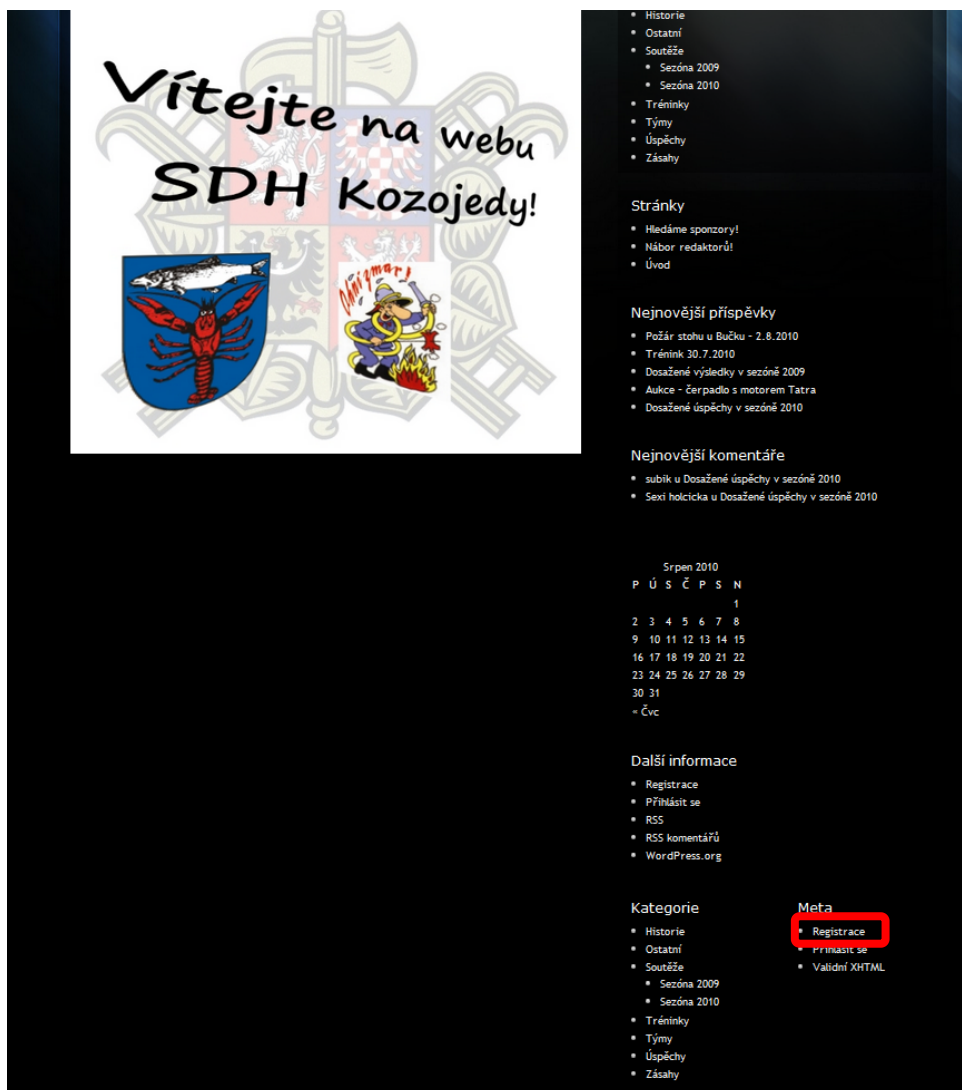 Vítejte na webu
SDH Kozojedy!
Uhni zmar!
Historie
Ostatní
Soutěže
Sezóna 2009
Sezóna 2010
Tréninky
Týmy
Úspěchy
Zásahy
Stránky
Hledáme sponzory!
Nábor redaktorů!
Úvod
Nejnovější příspěvky
Požár stohu u Bučku – 2.8.2010
Trénink 30.7.2010
Dosažené výsledky v sezóně 2009
Aukce – čerpadlo s motorem Tatra
Dosažené úspěchy v sezóně 2010
Nejnovější komentáře
subik u Dosažené úspěchy v sezóně 2010
Sexi holcicka u Dosažené úspěchy v sezóně 2010
Srpen 2010
P Ú S Č P S N
1
2 3 4 5 6 7 8
9 10 11 12 13 14 15
16 17 18 19 20 21 22
23 24 25 26 27 28 29
30 31
« Čvc
Další informace
Registrace
Přihlásit se
RSS
RSS komentářů
WordPress.org
Kategorie
Historie
Ostatní
Soutěže
Sezóna 2009
Sezóna 2010
Tréninky
Týmy
Úspěchy
Zásahy
Meta
Registrace
Přihlásit se
Validní XHTML